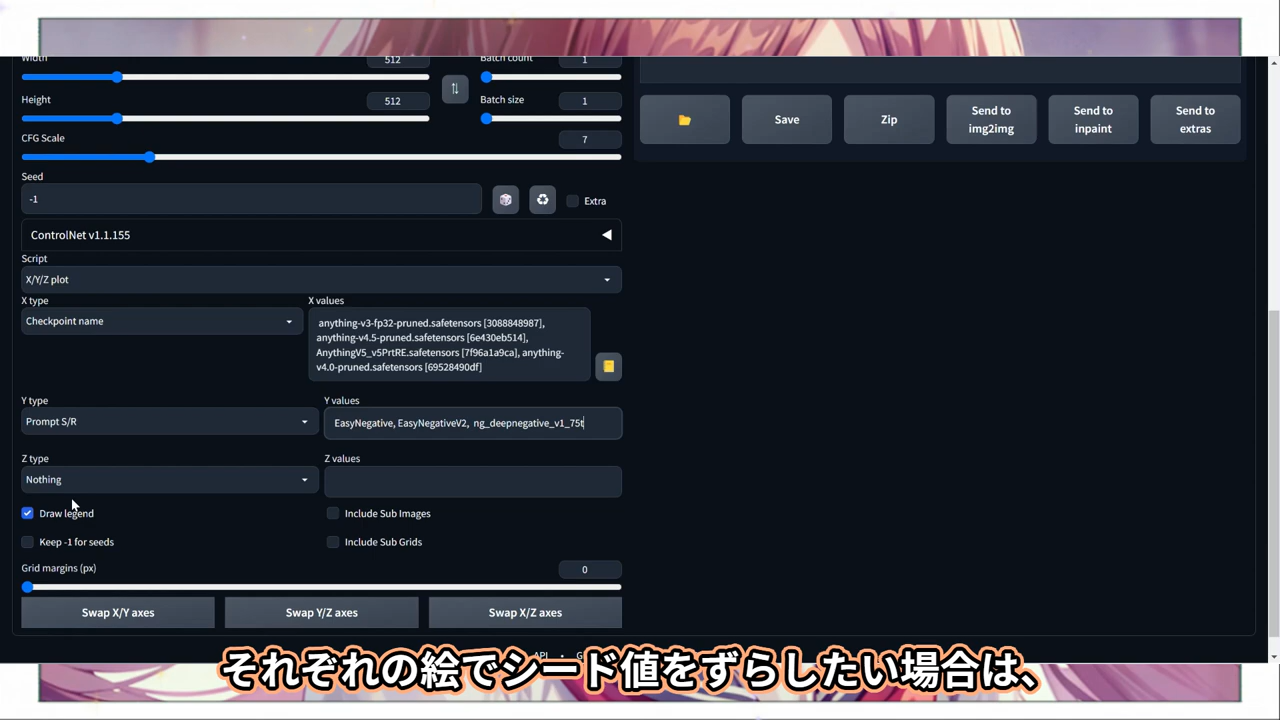 Width 512 Batch count 1
Height 512 Batch size 1
CFG Scale 7
Seed
-1
Extra
ControlNet v1.1.155
Script
X/Y/Z plot
X type X values
Checkpoint name
anything-v3-fp32-pruned.safetensors [3088848987],
anything-v4.5-pruned.safetensors [6e430eb514],
AnythingV5_v5PrtRE.safetensors [7f96a1a9ca], anything-
v4.0-pruned.safetensors [69528490df]
Y type Y values
Prompt S/R EasyNegative, EasyNegativeV2, ng_deepnegative_v1_75t
Z type Z values
Nothing
Draw legend Include Sub Images
Keep -1 for seeds Include Sub Grids
Grid margins (px) 0
Swap X/Y axes Swap Y/Z axes Swap X/Z axes
Save Zip Send to
img2img Send to
inpaint Send to
extras
API •
それぞれの絵でシード値をずらしたい場合は、